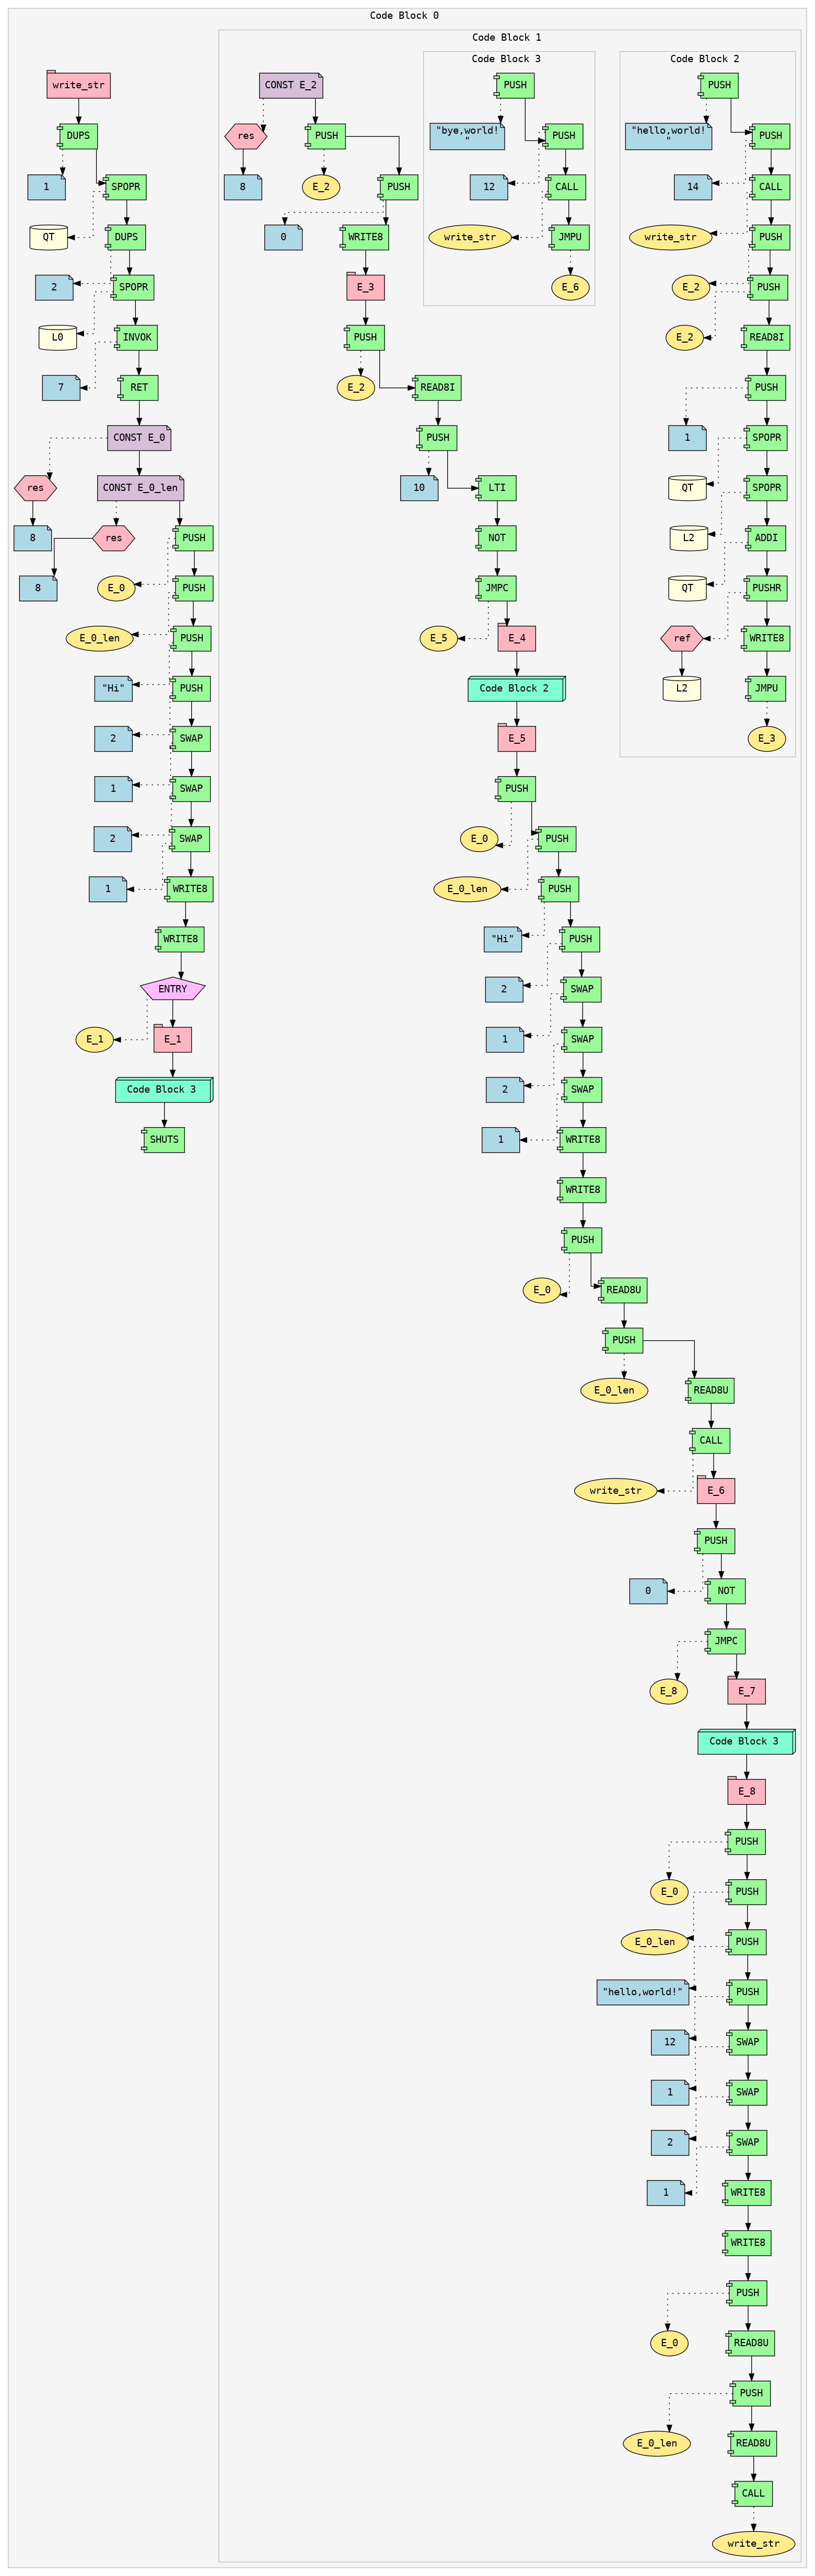 Code Block 0
write_str
DUPS
1
SPOPR
QT
DUPS
2
SPOPR
L0
INVOK
7
RET
CONST E_0
res
CONST E_0_len
8
res
PUSH
8
E_0
PUSH
E_0_len
PUSH
"Hi"
PUSH
2
SWAP
1
SWAP
2
SWAP
1
WRITE8
WRITE8
ENTRY
E_1
E_1
Code Block 3
SHUTS
Code Block 1
CONST E_2
res
PUSH
8
E_2
PUSH
0
WRITE8
E_3
PUSH
E_2
READ8I
PUSH
10
LTI
NOT
JMPC
E_5
E_4
Code Block 2
E_5
PUSH
E_0
PUSH
E_0_len
PUSH
"Hi"
PUSH
2
SWAP
1
SWAP
2
SWAP
1
WRITE8
WRITE8
PUSH
E_0
READ8U
PUSH
E_0_len
READ8U
CALL
write_str
E_6
PUSH
0
NOT
JMPC
E_8
E_7
Code Block 3
E_8
PUSH
E_0
PUSH
E_0_len
PUSH
"hello,world!"
PUSH
12
SWAP
1
SWAP
2
SWAP
1
WRITE8
WRITE8
PUSH
E_0
READ8U
PUSH
E_0_len
READ8U
CALL
write_str
Code Block 3
PUSH
"bye,world!
"
PUSH
12
CALL
write_str
JMPU
E_6
Code Block 2
PUSH
"hello,world!
"
PUSH
14
CALL
write_str
PUSH
E_2
PUSH
E_2
READ8I
PUSH
1
SPOPR
QT
SPOPR
L2
ADDI
QT
PUSHR
ref
WRITE8
L2
JMPU
E_3